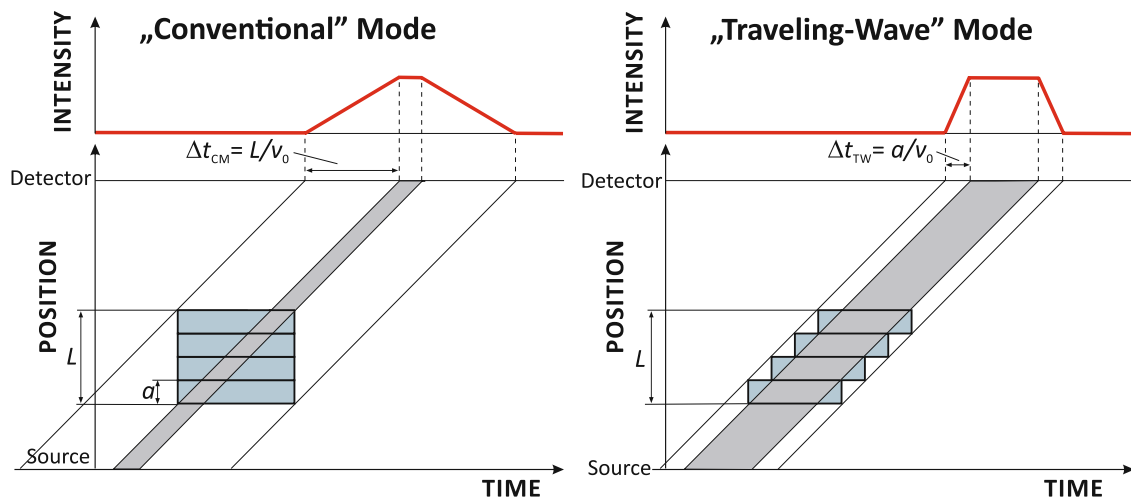 „Conventional” Mode
INTENSITY
Δt_CM = L/v_0
Detector
POSITION
L
a
Source
TIME
„Traveling-Wave” Mode
INTENSITY
Δt_TW = a/v_0
Detector
POSITION
L
Source
TIME